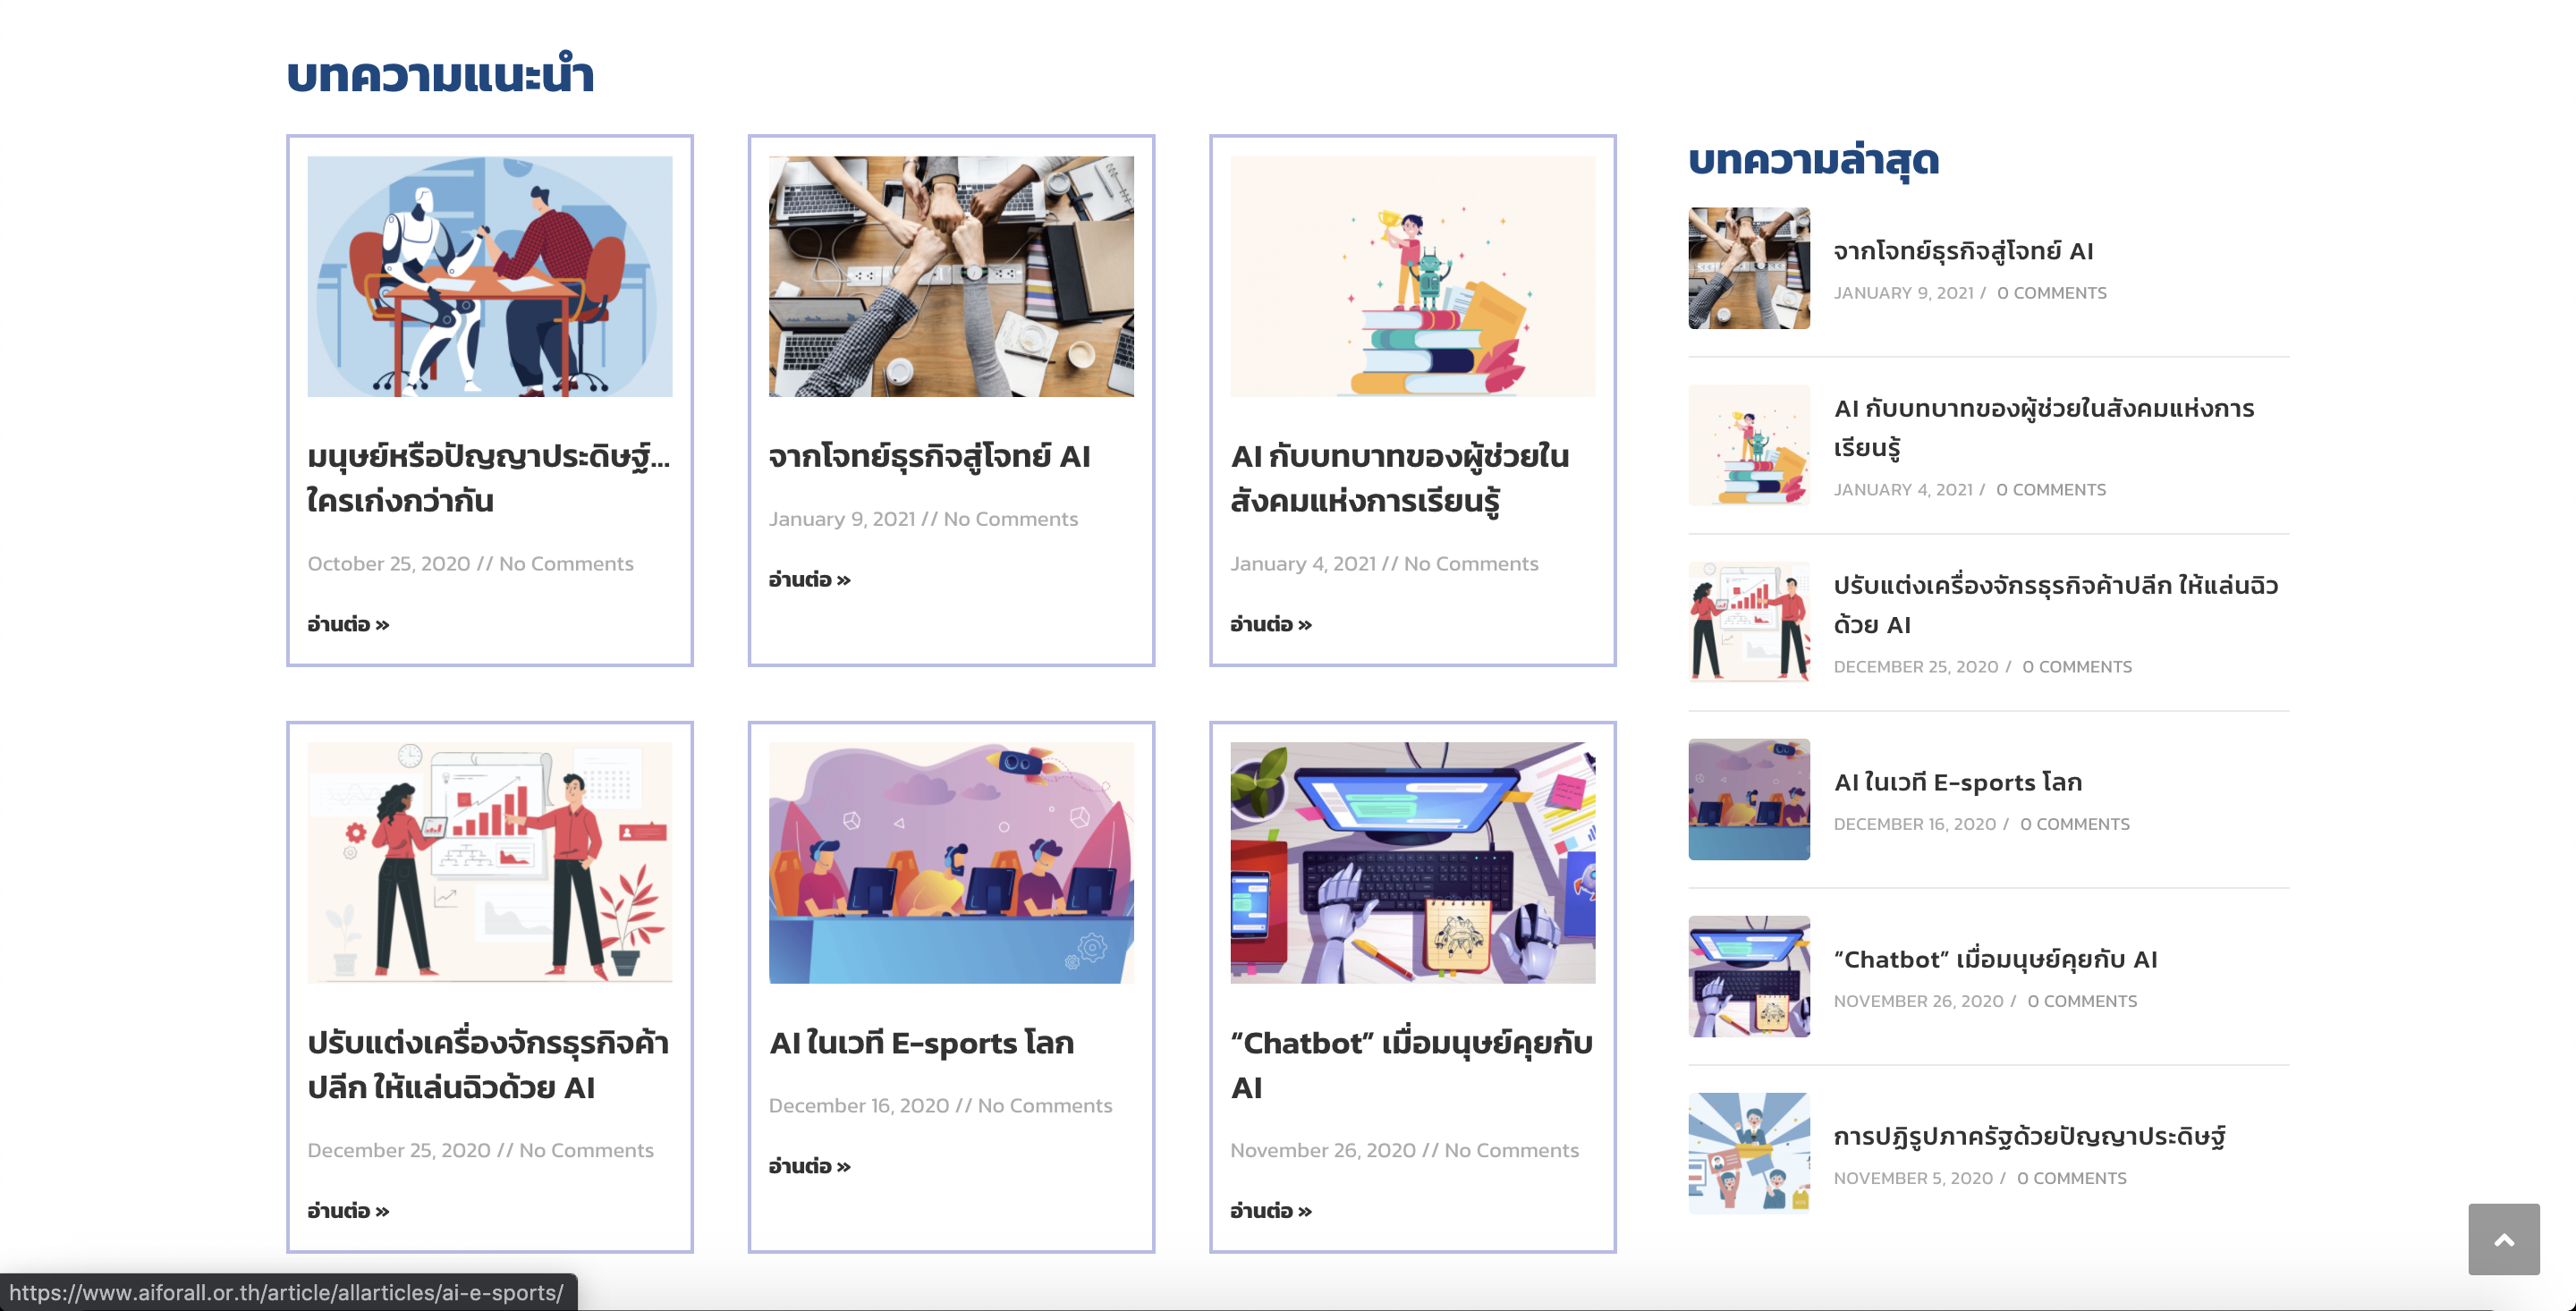 บทความแนะนำ
มนุษย์หรือปัญญาประดิษฐ์...
ใครเก่งกว่ากัน
October 25, 2020 // No Comments
อ่านต่อ »
จากโจทย์ธุรกิจสู่โจทย์ AI
January 9, 2021 // No Comments
อ่านต่อ »
AI กับบทบาทของผู้ช่วยใน
สังคมแห่งการเรียนรู้
January 4, 2021 // No Comments
อ่านต่อ »
ปรับแต่งเครื่องจักรธุรกิจค้า
ปลีก ให้แล่นฉิวด้วย AI
December 25, 2020 // No Comments
อ่านต่อ »
AI ในเวที E-sports โลก
December 16, 2020 // No Comments
อ่านต่อ »
“Chatbot” เมื่อมนุษย์คุยกับ
AI
November 26, 2020 // No Comments
อ่านต่อ »
บทความล่าสุด
จากโจทย์ธุรกิจสู่โจทย์ AI
JANUARY 9, 2021 / 0 COMMENTS
AI กับบทบาทของผู้ช่วยในสังคมแห่งการ
เรียนรู้
JANUARY 4, 2021 / 0 COMMENTS
ปรับแต่งเครื่องจักรธุรกิจค้าปลีก ให้แล่นฉิว
ด้วย AI
DECEMBER 25, 2020 / 0 COMMENTS
AI ในเวที E-sports โลก
DECEMBER 16, 2020 / 0 COMMENTS
“Chatbot” เมื่อมนุษย์คุยกับ AI
NOVEMBER 26, 2020 / 0 COMMENTS
การปฏิรูปภาครัฐด้วยปัญญาประดิษฐ์
NOVEMBER 5, 2020 / 0 COMMENTS
https://www.aiforall.or.th/article/allarticles/ai-e-sports/